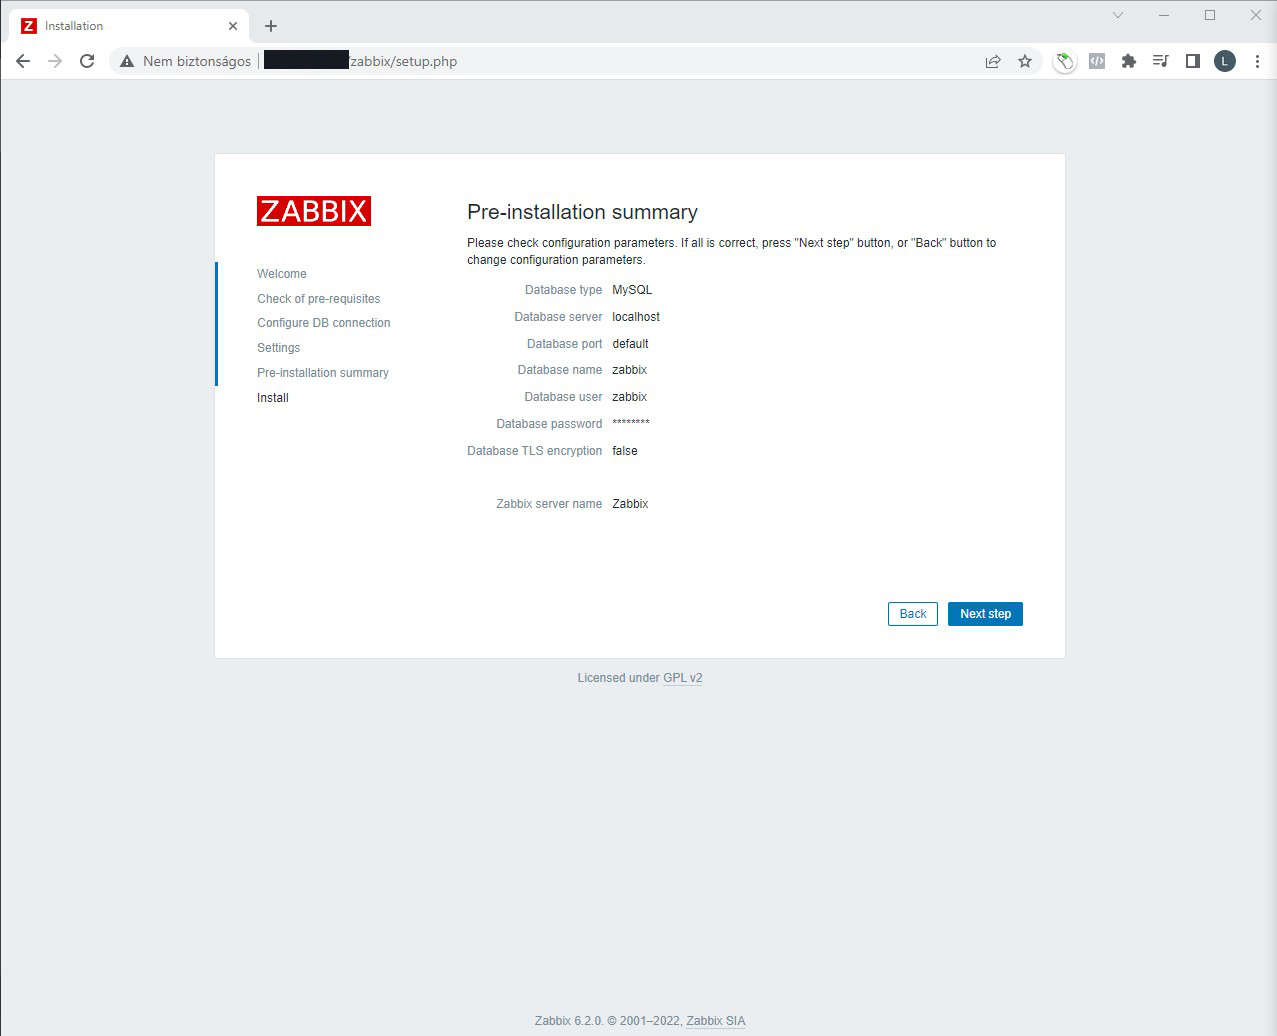 Z Installation
Nem biztonságos | /zabbix/setup.php
L
ZABBIX
Welcome
Check of pre-requisites
Configure DB connection
Settings
Pre-installation summary
Install
Pre-installation summary
Please check configuration parameters. If all is correct, press "Next step" button, or "Back" button to
change configuration parameters.
Database type MySQL
Database server localhost
Database port default
Database name zabbix
Database user zabbix
Database password ********
Database TLS encryption false
Zabbix server name Zabbix
Back Next step
Licensed under GPL v2
Zabbix 6.2.0. © 2001–2022, Zabbix SIA